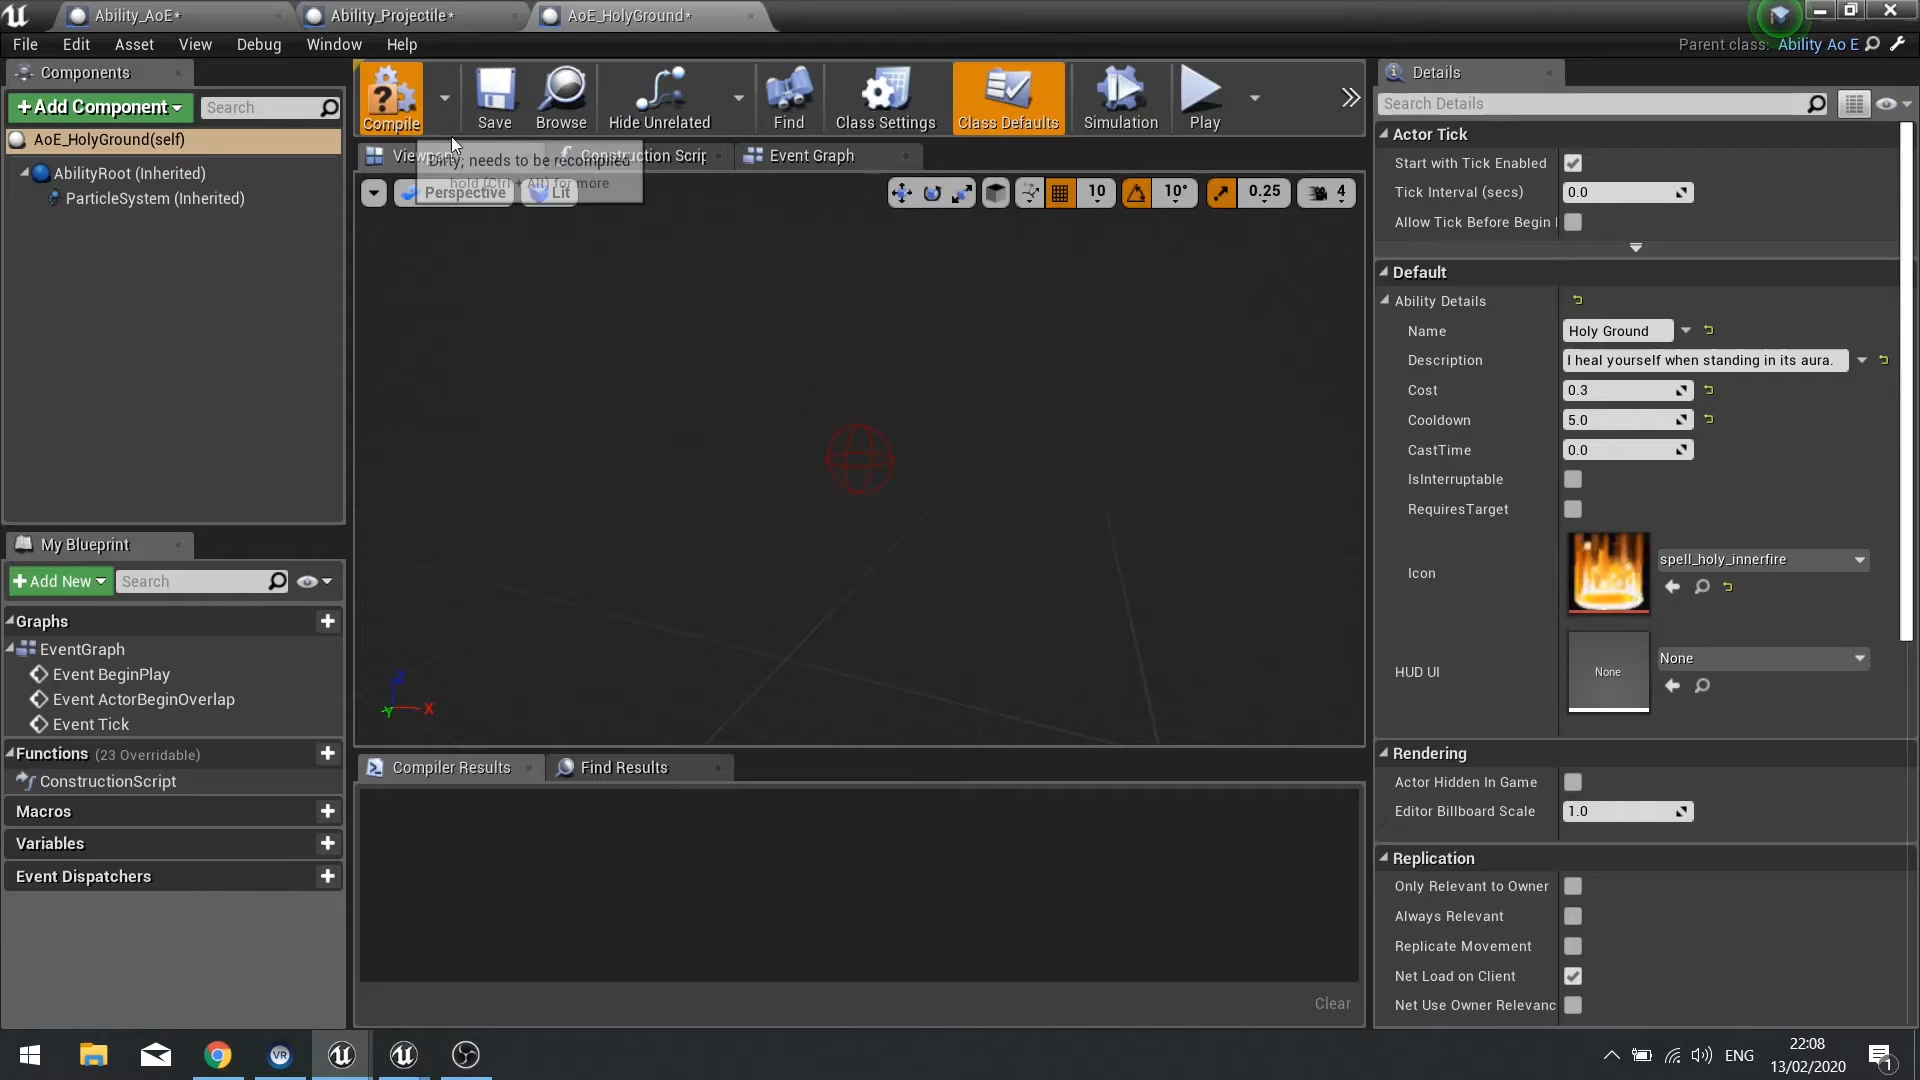 Ability_AoE*
Ability_Projectile*
AoE_HolyGround*
File Edit Asset View Debug Window Help
Parent class: Ability Ao E
Components
+Add Component
Search
AoE_HolyGround(self)
AbilityRoot (Inherited)
ParticleSystem (Inherited)
Compile
Save
Browse
Hide Unrelated
Find
Class Settings
Class Defaults
Simulation
Play
Construction Scrip
Event Graph
Dirty; needs to be recompiled
hold (Ctrl + Alt) for more
Perspective
Lit
10
10°
0.25
4
Z
X
Y
My Blueprint
+Add New
Search
Graphs
EventGraph
Event BeginPlay
Event ActorBeginOverlap
Event Tick
Functions (23 Overridable)
ConstructionScript
Macros
Variables
Event Dispatchers
Compiler Results
Find Results
Clear
Details
Search Details
Actor Tick
Start with Tick Enabled
Tick Interval (secs) 0.0
Allow Tick Before Begin
Default
Ability Details
Name Holy Ground
Description l heal yourself when standing in its aura.
Cost 0.3
Cooldown 5.0
CastTime 0.0
IsInterruptable
RequiresTarget
Icon
spell_holy_innerfire
HUD UI
None
None
Rendering
Actor Hidden In Game
Editor Billboard Scale 1.0
Replication
Only Relevant to Owner
Always Relevant
Replicate Movement
Net Load on Client
Net Use Owner Relevanc
VR
ENG
22:08
13/02/2020
1